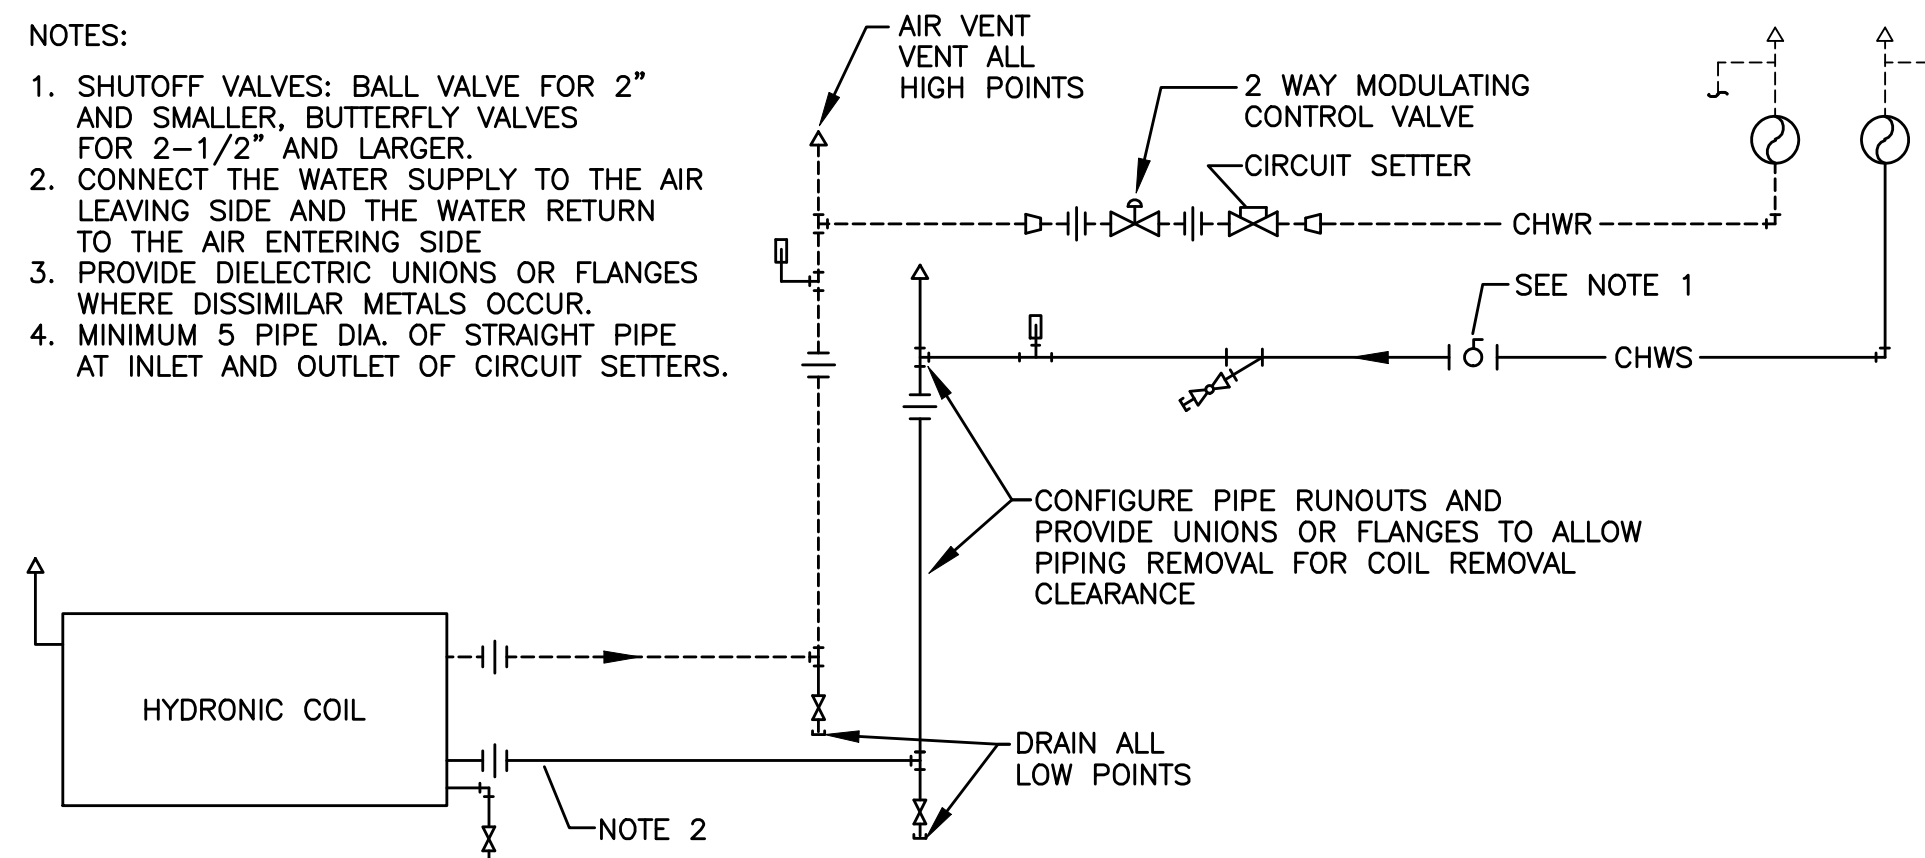 NOTES:
1. SHUTOFF VALVES: BALL VALVE FOR 2"
AND SMALLER, BUTTERFLY VALVES
FOR 2-1/2" AND LARGER.
2. CONNECT THE WATER SUPPLY TO THE AIR
LEAVING SIDE AND THE WATER RETURN
TO THE AIR ENTERING SIDE
3. PROVIDE DIELECTRIC UNIONS OR FLANGES
WHERE DISSIMILAR METALS OCCUR.
4. MINIMUM 5 PIPE DIA. OF STRAIGHT PIPE
AT INLET AND OUTLET OF CIRCUIT SETTERS.
AIR VENT
VENT ALL
HIGH POINTS
2 WAY MODULATING
CONTROL VALVE
CIRCUIT SETTER
CHWR
SEE NOTE 1
CHWS
CONFIGURE PIPE RUNOUTS AND
PROVIDE UNIONS OR FLANGES TO ALLOW
PIPING REMOVAL FOR COIL REMOVAL
CLEARANCE
HYDRONIC COIL
DRAIN ALL
LOW POINTS
NOTE 2